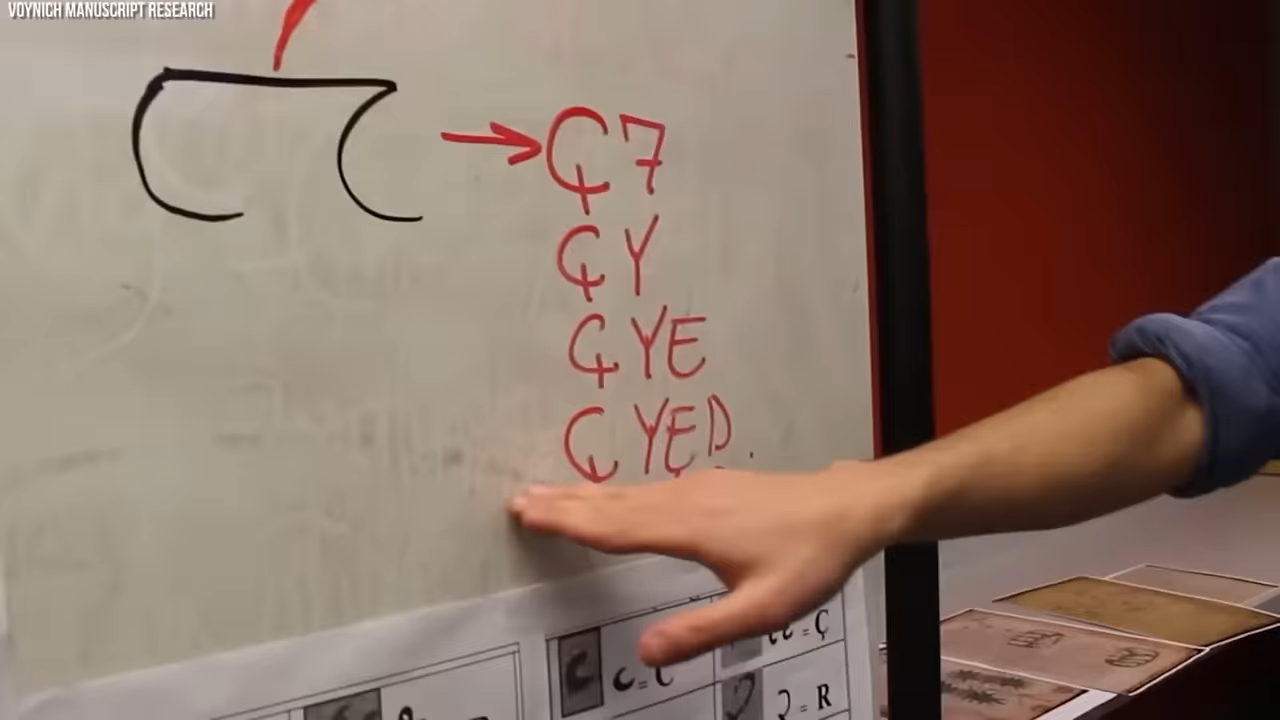 VOYNICH MANUSCRIPT RESEARCH
Ç7
ÇY
ÇYE
ÇYED
= Ç
c = C
= R